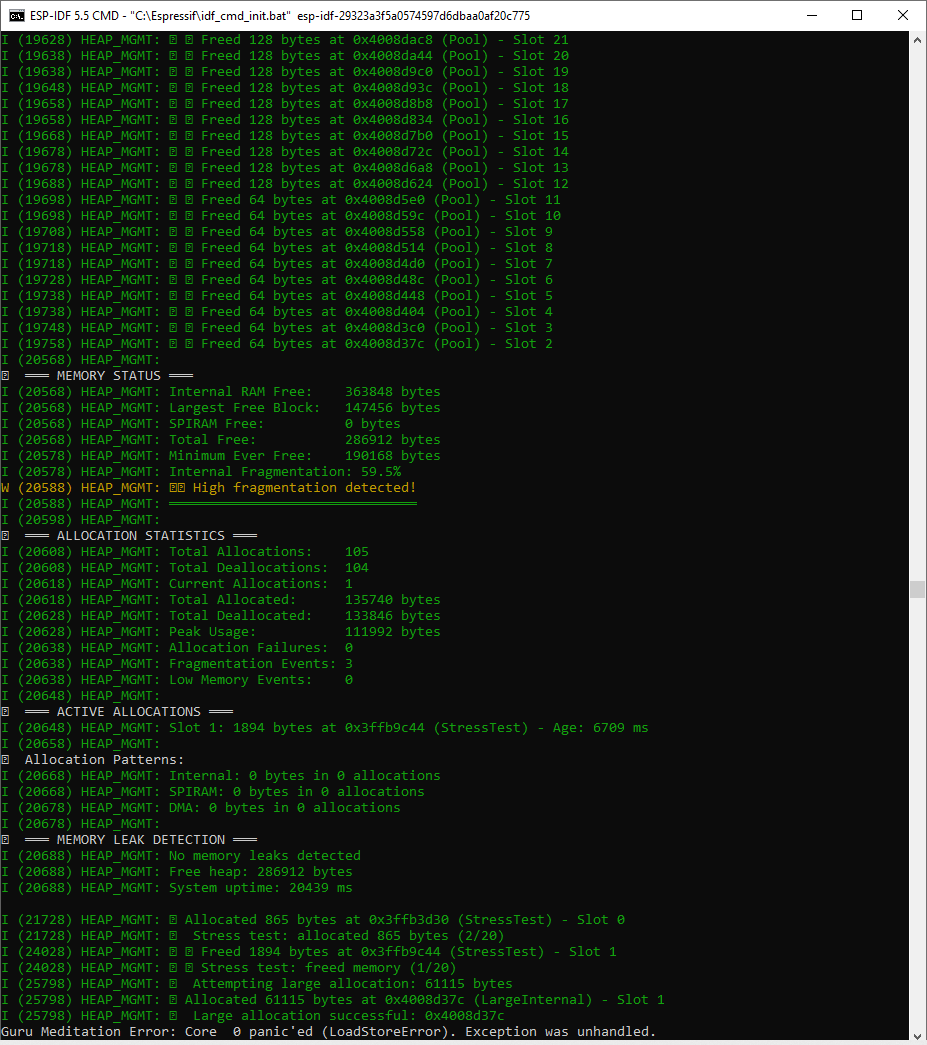 ESP-IDF 5.5 CMD - "C:\Espressif\idf_cmd_init.bat" esp-idf-29323a3f5a0574597d6dbaa0af20c775
I (19628) HEAP_MGMT: Freed 128 bytes at 0x4008dac8 (Pool) - Slot 21
I (19638) HEAP_MGMT: Freed 128 bytes at 0x4008da44 (Pool) - Slot 20
I (19638) HEAP_MGMT: Freed 128 bytes at 0x4008d9c0 (Pool) - Slot 19
I (19648) HEAP_MGMT: Freed 128 bytes at 0x4008d93c (Pool) - Slot 18
I (19658) HEAP_MGMT: Freed 128 bytes at 0x4008d8b8 (Pool) - Slot 17
I (19658) HEAP_MGMT: Freed 128 bytes at 0x4008d834 (Pool) - Slot 16
I (19668) HEAP_MGMT: Freed 128 bytes at 0x4008d7b0 (Pool) - Slot 15
I (19678) HEAP_MGMT: Freed 128 bytes at 0x4008d72c (Pool) - Slot 14
I (19678) HEAP_MGMT: Freed 128 bytes at 0x4008d6a8 (Pool) - Slot 13
I (19688) HEAP_MGMT: Freed 128 bytes at 0x4008d624 (Pool) - Slot 12
I (19698) HEAP_MGMT: Freed 64 bytes at 0x4008d5e0 (Pool) - Slot 11
I (19698) HEAP_MGMT: Freed 64 bytes at 0x4008d59c (Pool) - Slot 10
I (19708) HEAP_MGMT: Freed 64 bytes at 0x4008d558 (Pool) - Slot 9
I (19718) HEAP_MGMT: Freed 64 bytes at 0x4008d514 (Pool) - Slot 8
I (19718) HEAP_MGMT: Freed 64 bytes at 0x4008d4d0 (Pool) - Slot 7
I (19728) HEAP_MGMT: Freed 64 bytes at 0x4008d48c (Pool) - Slot 6
I (19738) HEAP_MGMT: Freed 64 bytes at 0x4008d448 (Pool) - Slot 5
I (19738) HEAP_MGMT: Freed 64 bytes at 0x4008d404 (Pool) - Slot 4
I (19748) HEAP_MGMT: Freed 64 bytes at 0x4008d3c0 (Pool) - Slot 3
I (19758) HEAP_MGMT: Freed 64 bytes at 0x4008d37c (Pool) - Slot 2
I (20568) HEAP_MGMT:
═══ MEMORY STATUS ═══
I (20568) HEAP_MGMT: Internal RAM Free: 363848 bytes
I (20568) HEAP_MGMT: Largest Free Block: 147456 bytes
I (20568) HEAP_MGMT: SPIRAM Free: 0 bytes
I (20568) HEAP_MGMT: Total Free: 286912 bytes
I (20578) HEAP_MGMT: Minimum Ever Free: 190168 bytes
I (20578) HEAP_MGMT: Internal Fragmentation: 59.5%
W (20588) HEAP_MGMT: High fragmentation detected!
I (20588) HEAP_MGMT: ═══════════════════════════════
I (20598) HEAP_MGMT:
═══ ALLOCATION STATISTICS ═══
I (20608) HEAP_MGMT: Total Allocations: 105
I (20608) HEAP_MGMT: Total Deallocations: 104
I (20618) HEAP_MGMT: Current Allocations: 1
I (20618) HEAP_MGMT: Total Allocated: 135740 bytes
I (20628) HEAP_MGMT: Total Deallocated: 133846 bytes
I (20628) HEAP_MGMT: Peak Usage: 111992 bytes
I (20638) HEAP_MGMT: Allocation Failures: 0
I (20638) HEAP_MGMT: Fragmentation Events: 3
I (20638) HEAP_MGMT: Low Memory Events: 0
I (20648) HEAP_MGMT:
═══ ACTIVE ALLOCATIONS ═══
I (20648) HEAP_MGMT: Slot 1: 1894 bytes at 0x3ffb9c44 (StressTest) - Age: 6709 ms
I (20658) HEAP_MGMT:
Allocation Patterns:
I (20668) HEAP_MGMT: Internal: 0 bytes in 0 allocations
I (20668) HEAP_MGMT: SPIRAM: 0 bytes in 0 allocations
I (20678) HEAP_MGMT: DMA: 0 bytes in 0 allocations
I (20678) HEAP_MGMT:
═══ MEMORY LEAK DETECTION ═══
I (20688) HEAP_MGMT: No memory leaks detected
I (20688) HEAP_MGMT: Free heap: 286912 bytes
I (20688) HEAP_MGMT: System uptime: 20439 ms
I (21728) HEAP_MGMT: Allocated 865 bytes at 0x3ffb3d30 (StressTest) - Slot 0
I (21728) HEAP_MGMT: Stress test: allocated 865 bytes (2/20)
I (24028) HEAP_MGMT: Freed 1894 bytes at 0x3ffb9c44 (StressTest) - Slot 1
I (24028) HEAP_MGMT: Stress test: freed memory (1/20)
I (25798) HEAP_MGMT: Attempting large allocation: 61115 bytes
I (25798) HEAP_MGMT: Allocated 61115 bytes at 0x4008d37c (LargeInternal) - Slot 1
I (25798) HEAP_MGMT: Large allocation successful: 0x4008d37c
Guru Meditation Error: Core  0 panic'ed (LoadStoreError). Exception was unhandled.